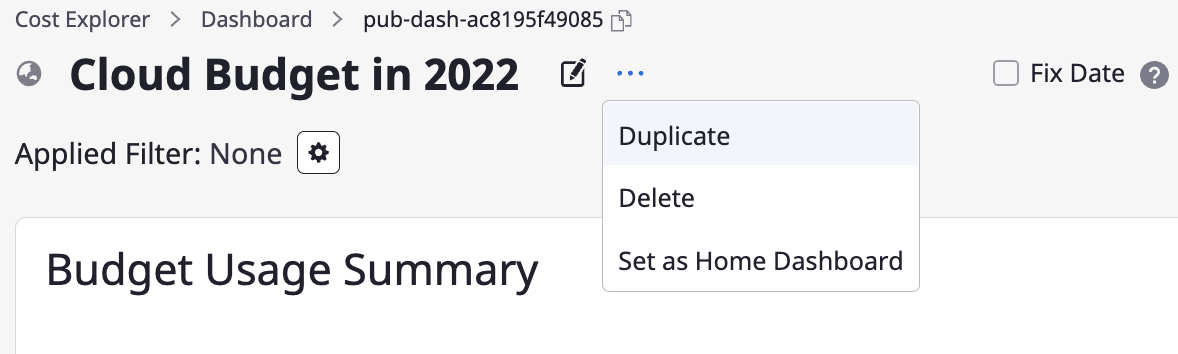 Cost Explorer > Dashboard > pub-dash-ac8195f49085
Cloud Budget in 2022 ... Fix Date ?
Duplicate
Applied Filter: None
Delete
Set as Home Dashboard
Budget Usage Summary